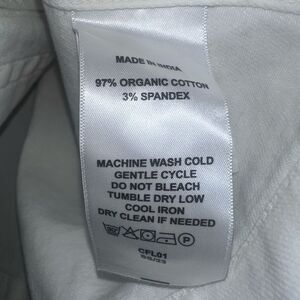 MADE IN INDIA
97% ORGANIC COTTON
3% SPANDEX
MACHINE WASH COLD
GENTLE CYCLE
DO NOT BLEACH
TUMBLE DRY LOW
COOL IRON
DRY CLEAN IF NEEDED
P
CFL01